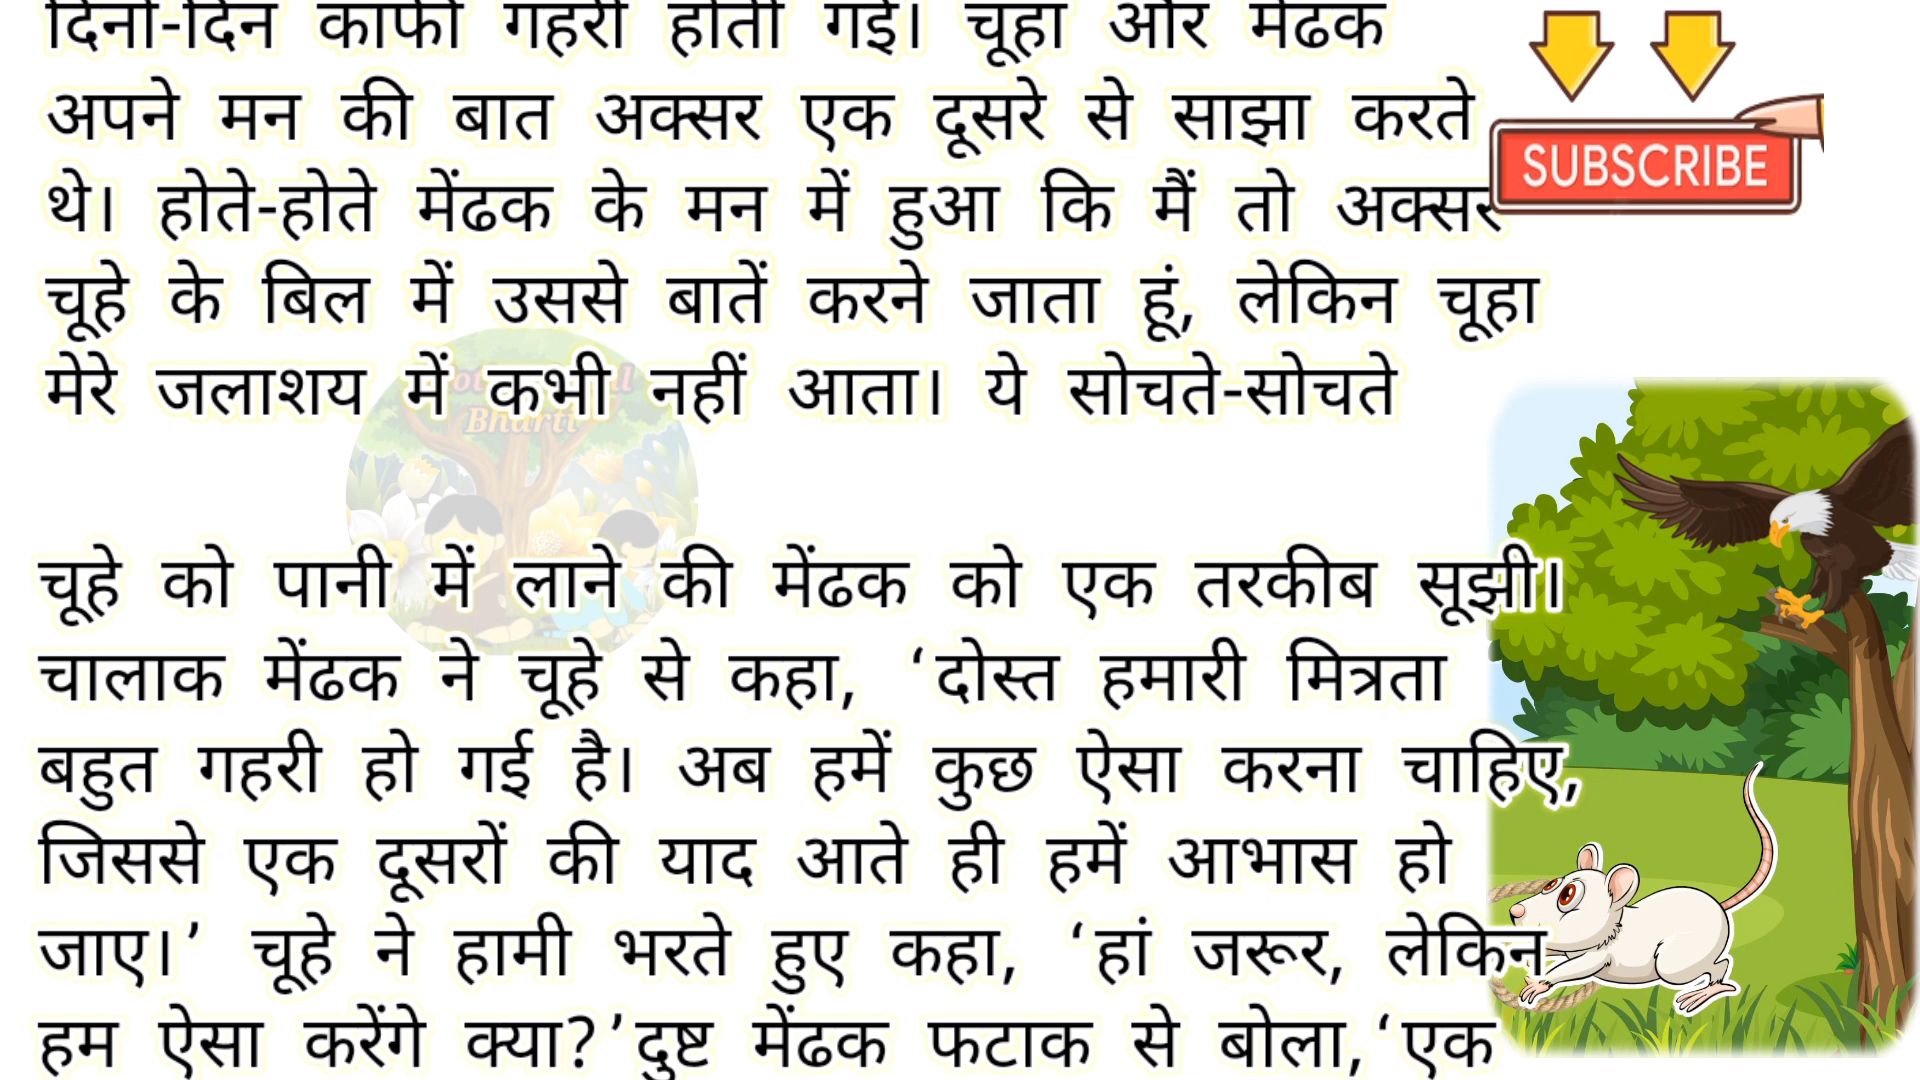 दिनों-दिन काफी गहरी होती गई। चूहा और मेंढक
अपने मन की बात अक्सर एक दूसरे से साझा करते
थे। होते-होते मेंढक के मन में हुआ कि मैं तो अक्सर
चूहे के बिल में उससे बातें करने जाता हूं, लेकिन चूहा
मेरे जलाशय में कभी नहीं आता। ये सोचते-सोचते
चूहे को पानी में लाने की मेंढक को एक तरकीब सूझी।
चालाक मेंढक ने चूहे से कहा, ‘दोस्त हमारी मित्रता
बहुत गहरी हो गई है। अब हमें कुछ ऐसा करना चाहिए,
जिससे एक दूसरों की याद आते ही हमें आभास हो
जाए।’ चूहे ने हामी भरते हुए कहा, ‘हां जरूर, लेकिन
हम ऐसा करेंगे क्या?’दुष्ट मेंढक फटाक से बोला,‘एक
SUBSCRIBE
Bharti